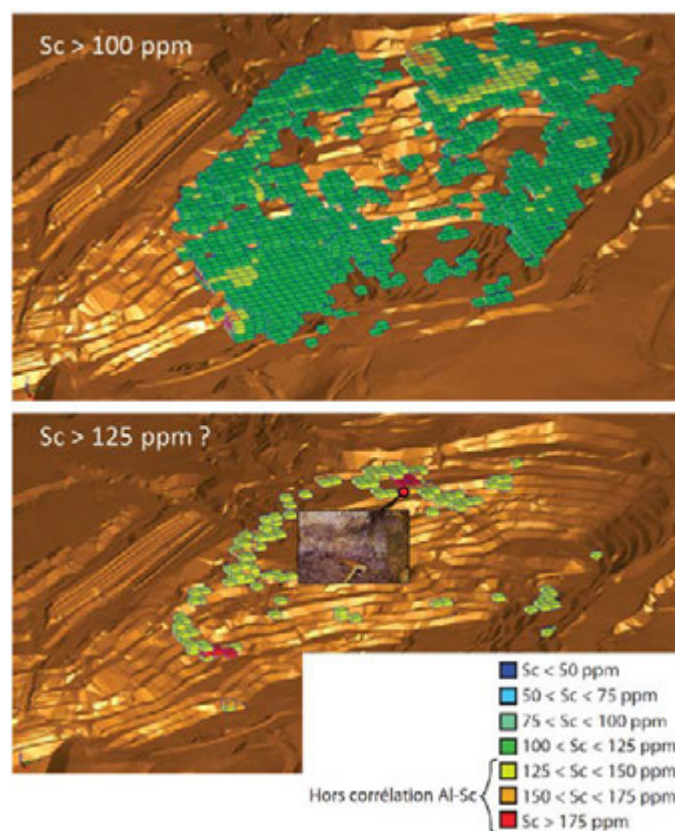 Sc > 100 ppm
Sc > 125 ppm ?
Sc < 50 ppm
50 < Sc < 75 ppm
75 < Sc < 100 ppm
100 < Sc < 125 ppm
125 < Sc < 150 ppm
Hors corrélation Al-Sc
150 < Sc < 175 ppm
Sc > 175 ppm